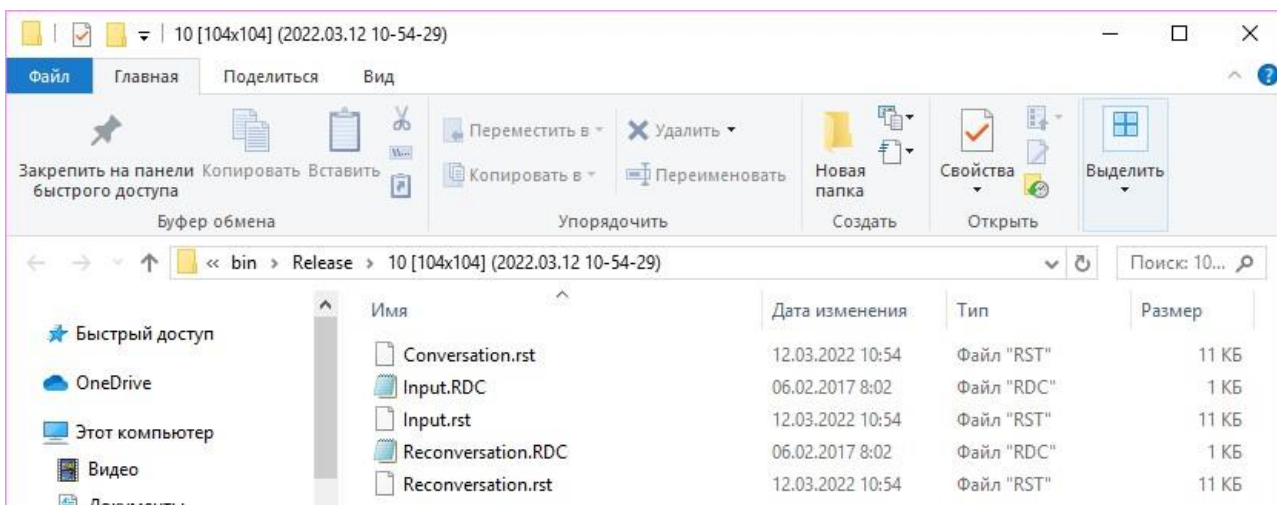 10 [104x104] (2022.03.12 10-54-29)
Файл Главная Поделиться Вид
Закрепить на панели быстрого доступа
Копировать
Вставить
Переместить в
Копировать в
Удалить
Переименовать
Новая папка
Свойства
Выделить
Буфер обмена Упорядочить Создать Открыть
« bin › Release › 10 [104x104] (2022.03.12 10-54-29) Поиск: 10...
Имя Дата изменения Тип Размер
Быстрый доступ
OneDrive
Этот компьютер
Видео
Документы
Conversation.rst 12.03.2022 10:54 Файл "RST" 11 КБ
Input.RDC 06.02.2017 8:02 Файл "RDC" 1 КБ
Input.rst 12.03.2022 10:54 Файл "RST" 11 КБ
Reconversation.RDC 06.02.2017 8:02 Файл "RDC" 1 КБ
Reconversation.rst 12.03.2022 10:54 Файл "RST" 11 КБ